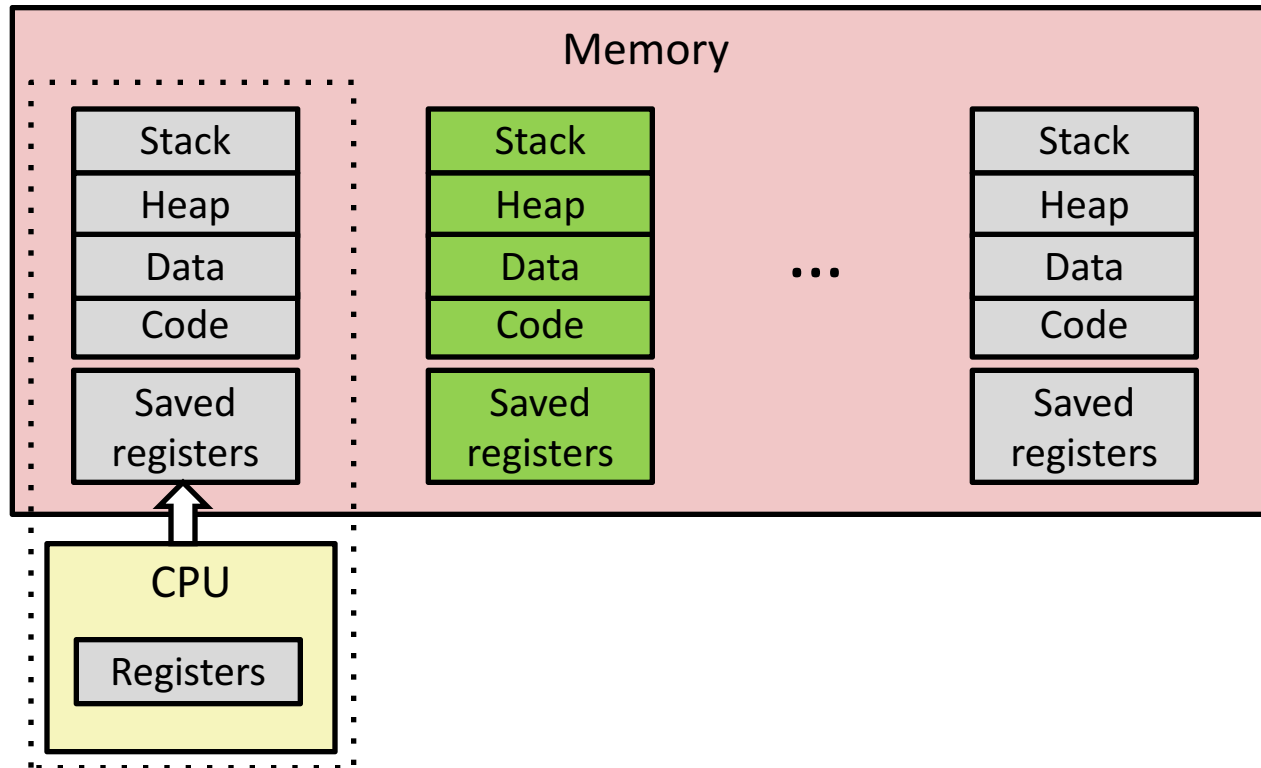 Memory
Stack
Heap
Data
Code
Saved
registers
Stack
Heap
Data
Code
Saved
registers
...
Stack
Heap
Data
Code
Saved
registers
CPU
Registers